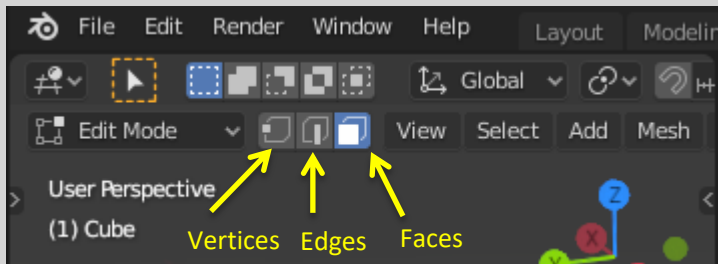 File Edit Render Window Help Layout Modelin
Global
Edit Mode View Select Add Mesh
User Perspective
(1) Cube
Vertices Edges Faces
Z
X
Y